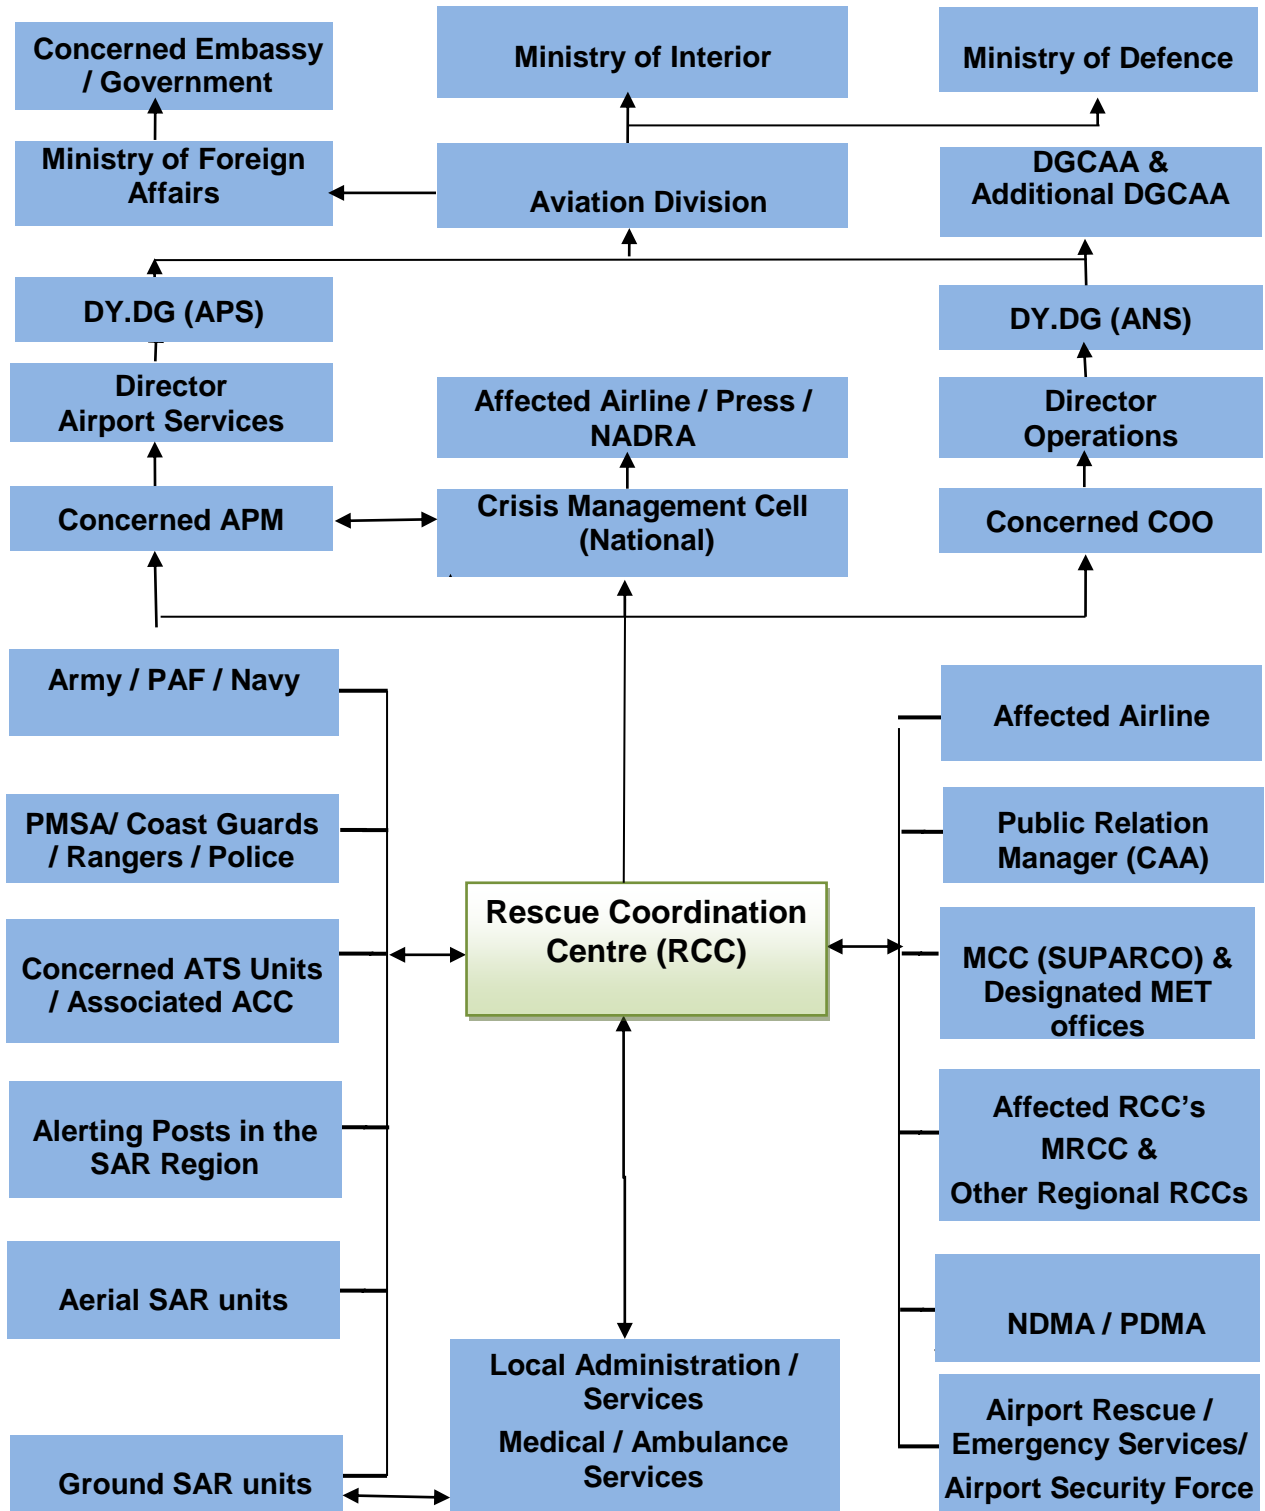 Concerned Embassy
/ Government
Ministry of Interior
Ministry of Defence
Ministry of Foreign
Affairs
Aviation Division
DGCAA &
Additional DGCAA
DY.DG (APS)
DY.DG (ANS)
Director
Airport Services
Affected Airline / Press /
NADRA
Director
Operations
Concerned APM
Crisis Management Cell
(National)
Concerned COO
Army / PAF / Navy
Affected Airline
PMSA/ Coast Guards
/ Rangers / Police
Public Relation
Manager (CAA)
Rescue Coordination
Centre (RCC)
Concerned ATS Units
/ Associated ACC
MCC (SUPARCO) &
Designated MET
offices
Alerting Posts in the
SAR Region
Affected RCC’s
MRCC &
Other Regional RCCs
Aerial SAR units
NDMA / PDMA
Local Administration /
Services
Medical / Ambulance
Services
Ground SAR units
Airport Rescue /
Emergency Services/
Airport Security Force